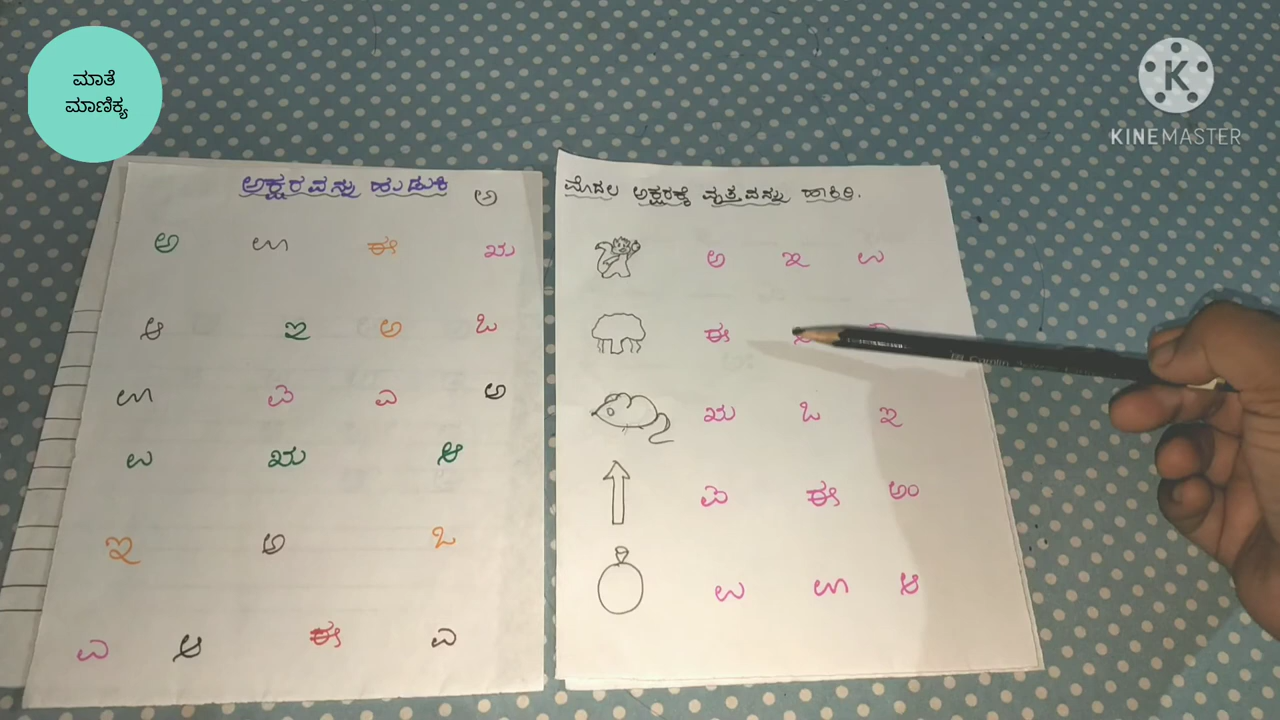 ಮಾತೆ
ಮಾಣಿಕ್ಯ
KINEMASTER
ಅಕ್ಷರವನ್ನು ಹುಡುಕಿ ಅ
ಅ ಊ ಈ ಋ
ಆ ಇ ಅ ಓ
ಊ ಏ ಎ ಅ
ಉ ಋ ಆ
ಇ ಅ ಒ
ಎ ಆ ಈ ಎ
ಮೊದಲ ಅಕ್ಷರಕ್ಕೆ ವೃತ್ತವನ್ನು ಹಾಕಿರಿ.
ಅ ಇ ಉ
ಈ
ಋ ಓ ಇ
ಏ ಈ ಅಂ
ಉ ಊ ಆ